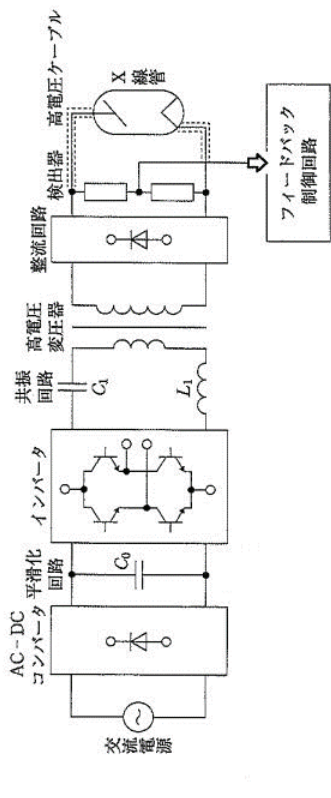 交流電源
AC-DC
コンバータ
平滑化
回路
C₀
インバータ
共振
回路
C₁
L₁
高電圧
変圧器
整流回路
検出器
高電圧ケーブル
X
線
管
フィードバック
制御回路